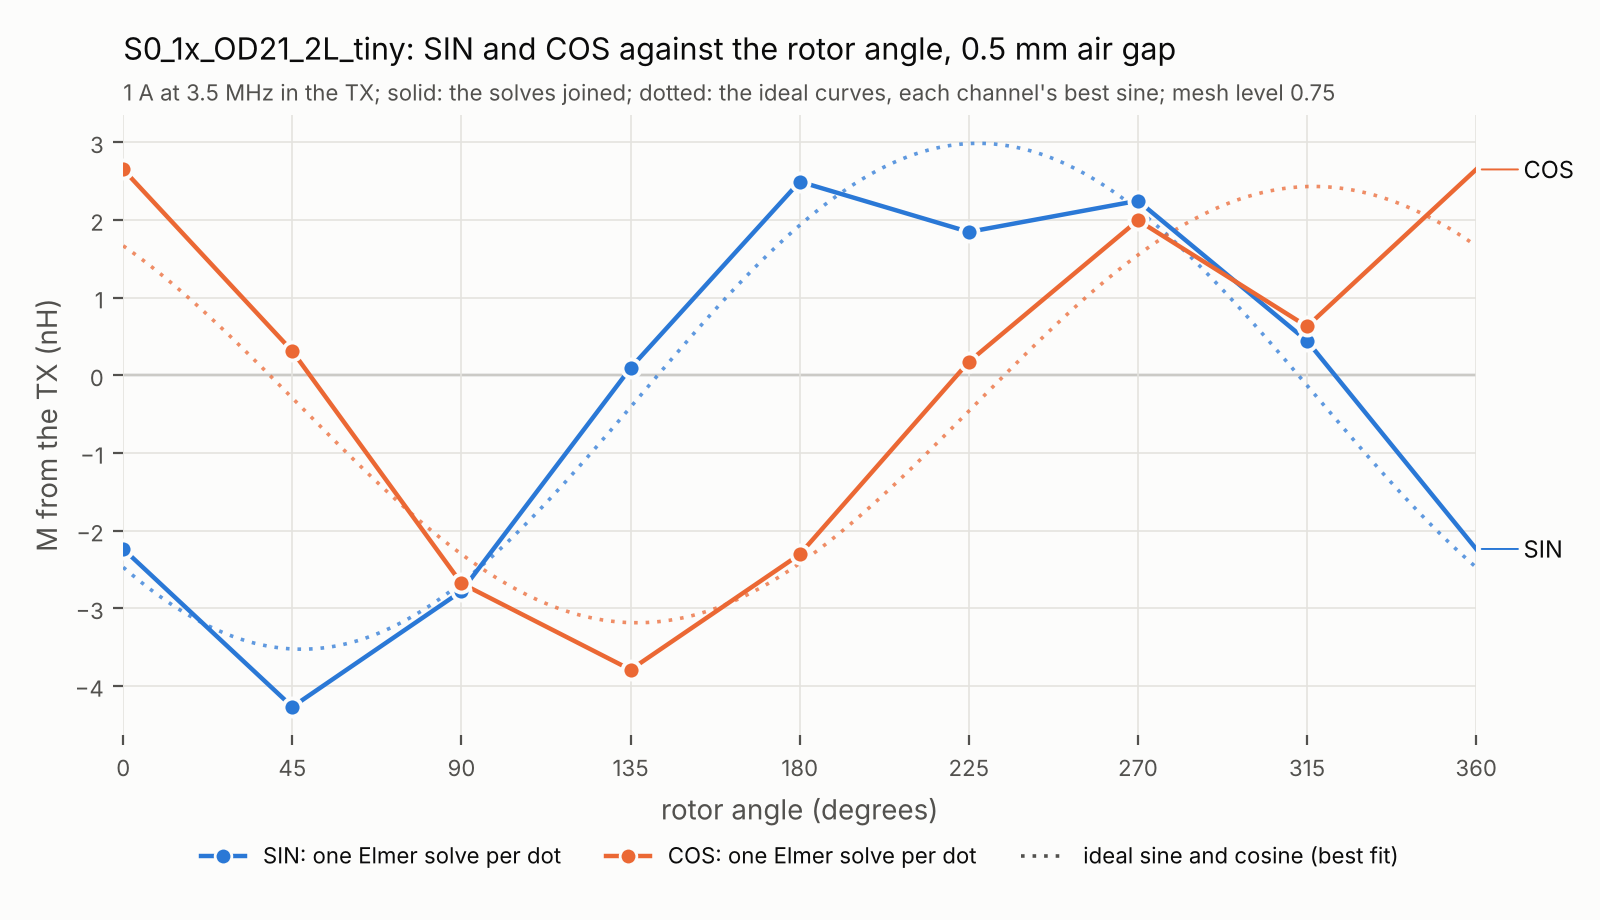 S0_1x_OD21_2L_tiny: SIN and COS against the rotor angle, 0.5 mm air gap
1 A at 3.5 MHz in the TX; solid: the solves joined; dotted: the ideal curves, each channel's best sine; mesh level 0.75
M from the TX (nH)
3
2
1
0
−1
−2
−3
−4
COS
SIN
0 45 90 135 180 225 270 315 360
rotor angle (degrees)
SIN: one Elmer solve per dot COS: one Elmer solve per dot ideal sine and cosine (best fit)